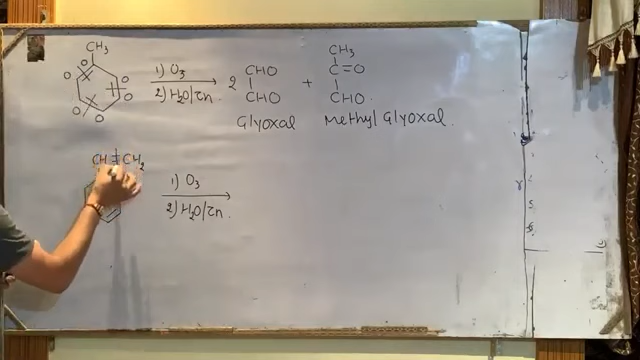 CH₃
O O O O O O
1) O₃
2) H₂O/Zn.
2 CHO
CHO
Glyoxal
+
CH₃
C=O
CHO.
Methyl Glyoxal.
CH=CH₂
1) O₃
2) H₂O/Zn.